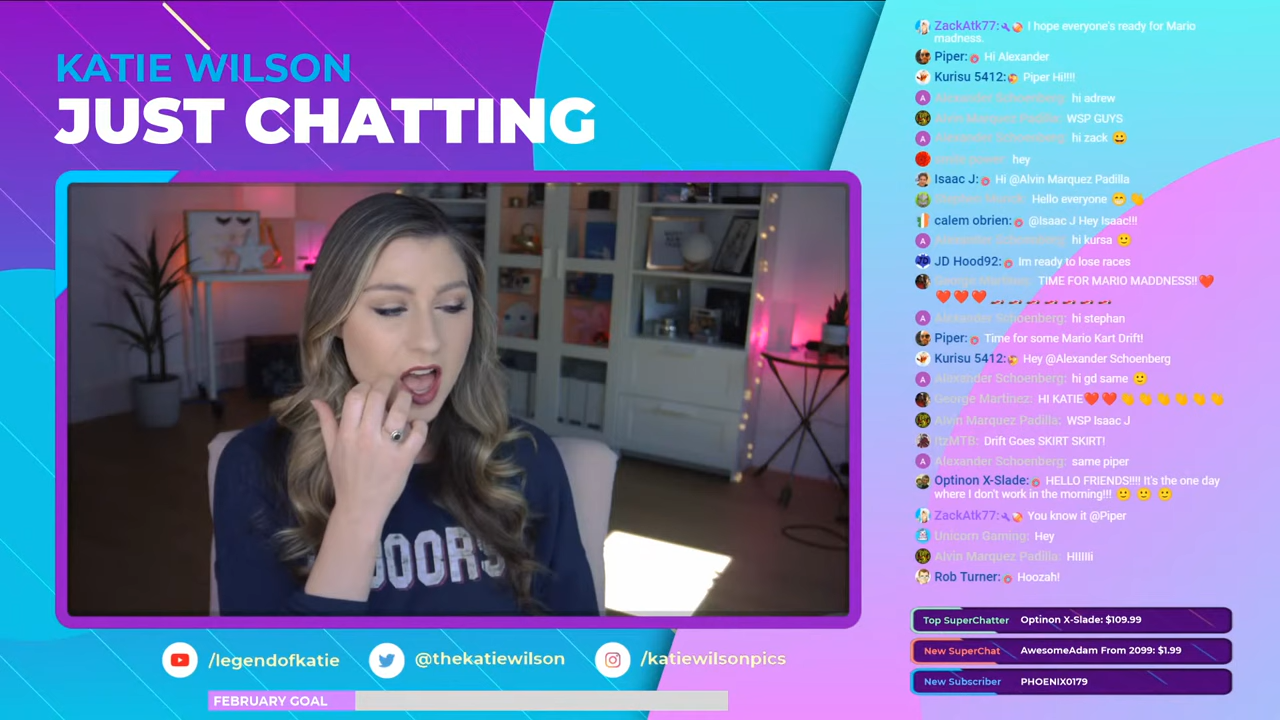 KATIE WILSON
JUST CHATTING
DOORS
/legendofkatie
@thekatiewilson
/katiewilsonpics
FEBRUARY GOAL
ZackAtk77: I hope everyone's ready for Mario
madness.
Piper: Hi Alexander
Kurisu 5412: Piper Hi!!!!
Alexander Schoenberg: hi adrew
Alvin Marquez Padilla: WSP GUYS
Alexander Schoenberg: hi zack 😀
hey
Isaac J: Hi @Alvin Marquez Padilla
Hello everyone 😁 👏
calem obrien: @Isaac J Hey Isaac!!!
Alexander Schoenberg: hi kursa 🙂
JD Hood92: Im ready to lose races
George Martinez: TIME FOR MARIO MADDNESS!!❤️
❤️❤️❤️
Alexander Schoenberg: hi stephan
Piper: Time for some Mario Kart Drift!
Kurisu 5412: Hey @Alexander Schoenberg
Alexander Schoenberg: hi gd same 🙂
George Martinez: HI KATIE❤️❤️👏👏👏👏👏👏
Alvin Marquez Padilla: WSP Isaac J
ItzMTB: Drift Goes SKIRT SKIRT!
Alexander Schoenberg: same piper
Optinon X-Slade: HELLO FRIENDS!!!! It's the one day
where I don't work in the morning!!! 🙂 🙂 🙂
ZackAtk77: You know it @Piper
Unicorn Gaming: Hey
Alvin Marquez Padilla: HIIIIIi
Rob Turner: Hoozah!
Top SuperChatter Optinon X-Slade: $109.99
New SuperChat AwesomeAdam From 2099: $1.99
New Subscriber PHOENIX0179